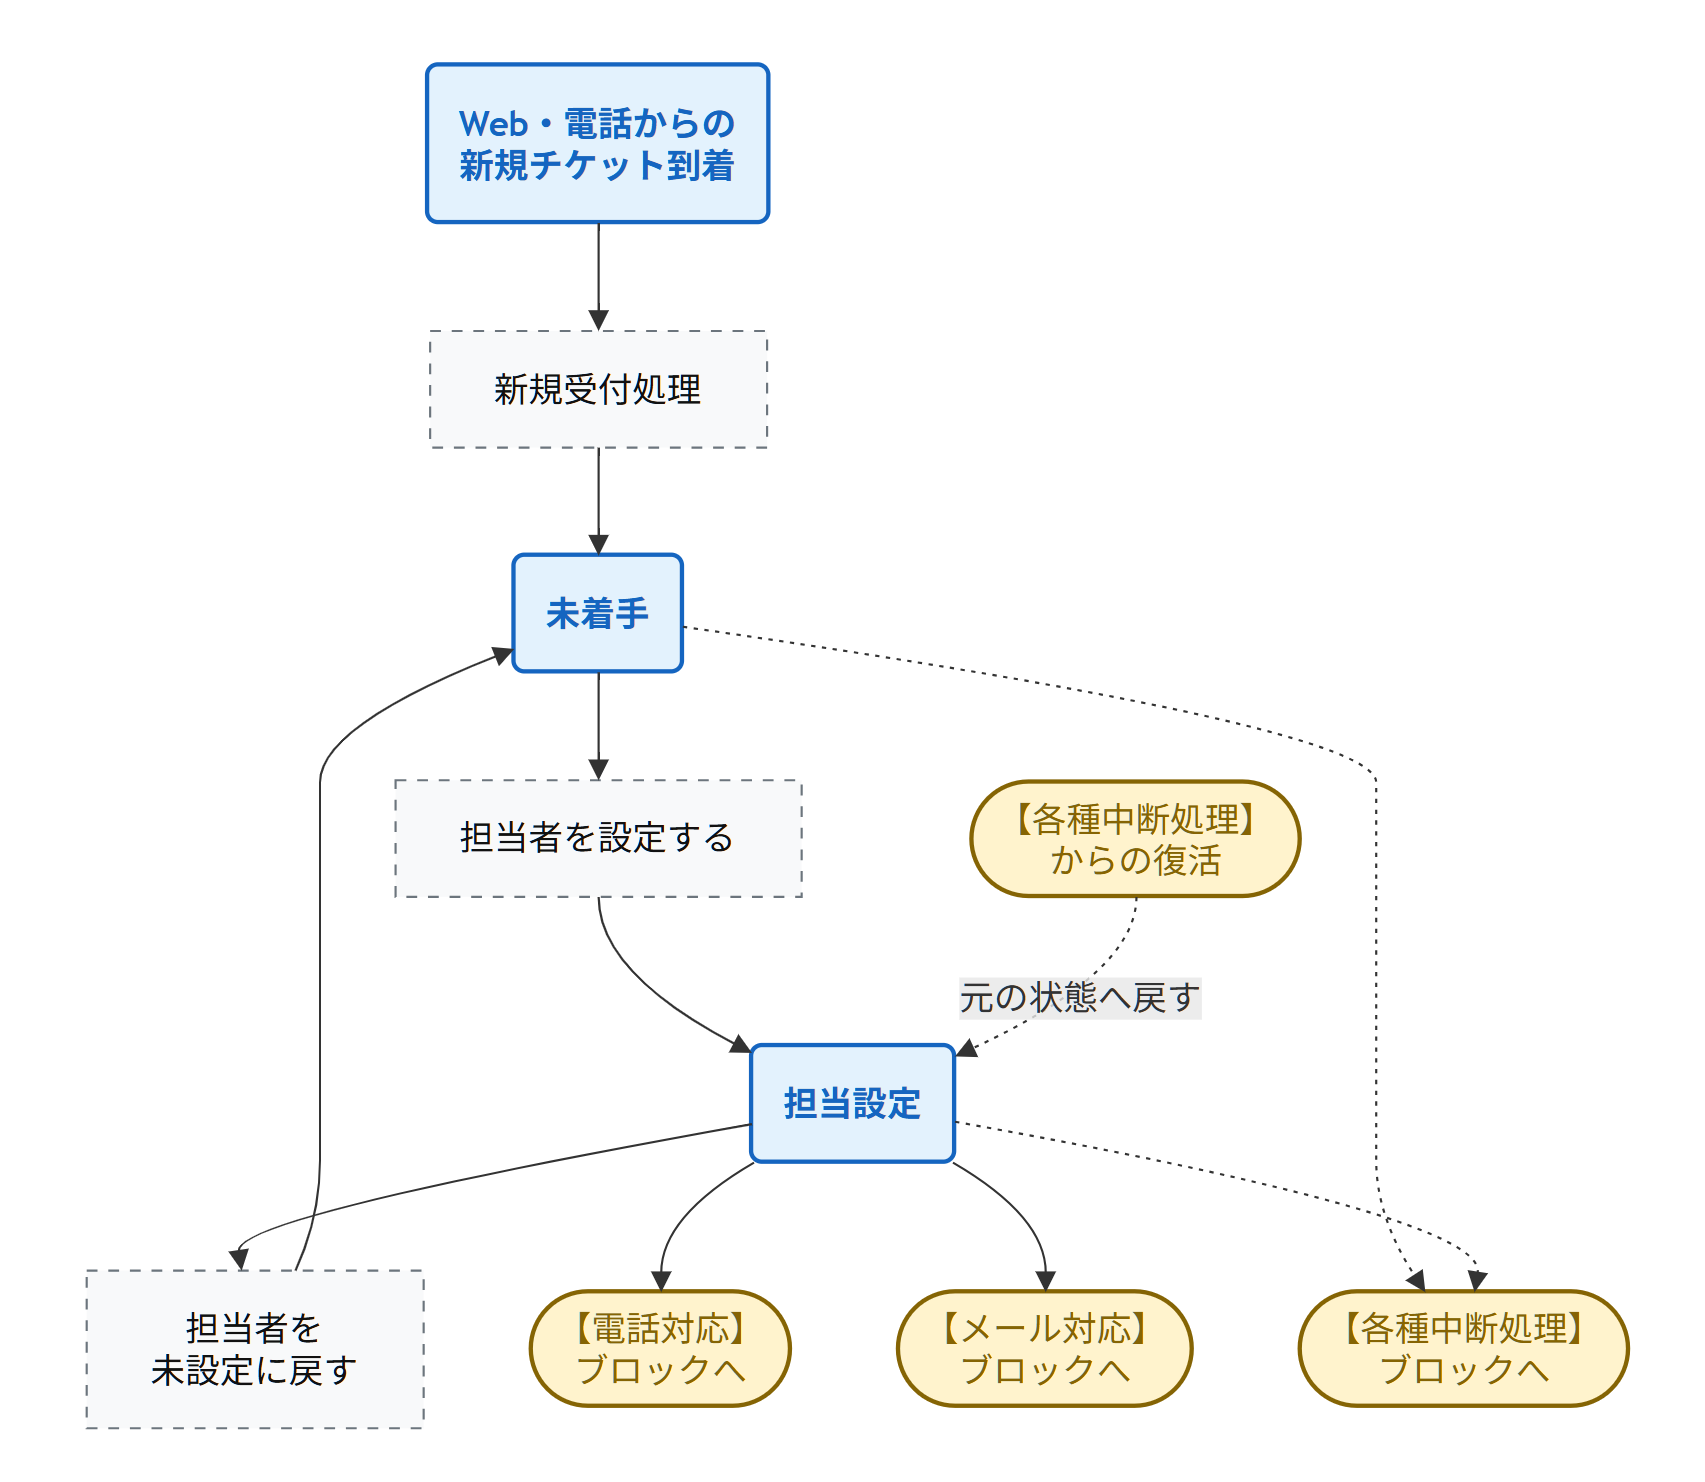 Web・電話からの
新規チケット到着
新規受付処理
未着手
担当者を設定する
【各種中断処理】
からの復活
元の状態へ戻す
担当設定
担当者を
未設定に戻す
【電話対応】
ブロックへ
【メール対応】
ブロックへ
【各種中断処理】
ブロックへ